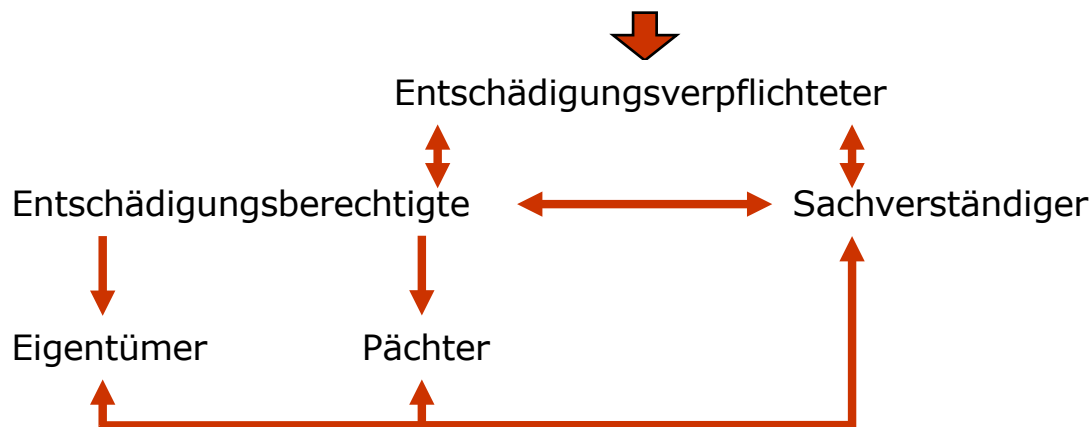 Entschädigungsverpflichteter
Entschädigungsberechtigte Sachverständiger
Eigentümer Pächter